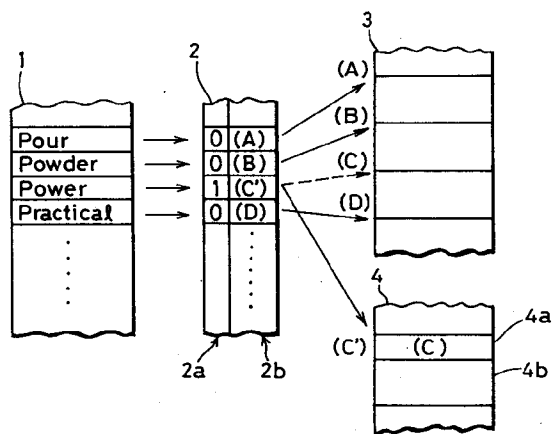 1
2
3
Pour
Powder
Power
Practical
0 (A)
0 (B)
1 (C')
0 (D)
2a
2b
(A)
(B)
(C)
(D)
4
(C')
(C)
4a
4b